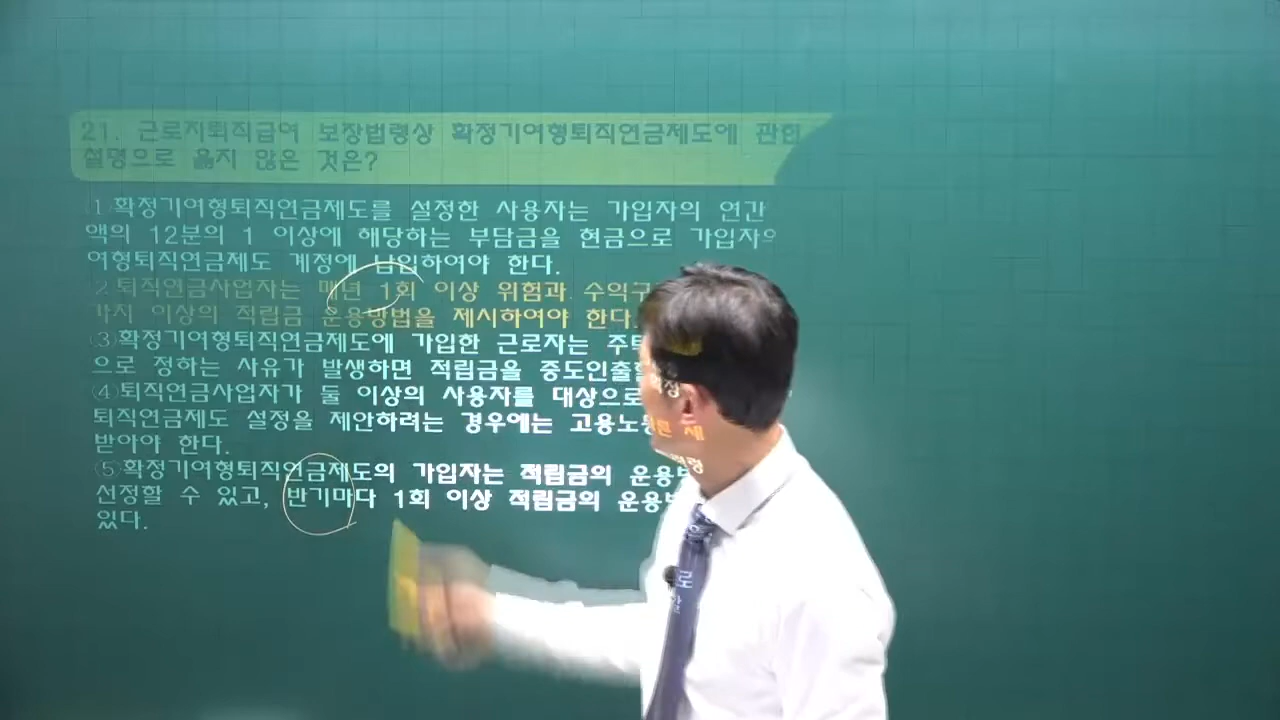 21. 근로자퇴직급여 보장법령상 확정기여형퇴직연금제도에 관한
설명으로 옳지 않은 것은?
① 확정기여형퇴직연금제도를 설정한 사용자는 가입자의 연간
액의 12분의 1 이상에 해당하는 부담금을 현금으로 가입자의
여형퇴직연금제도 계정에 납입하여야 한다.
② 퇴직연금사업자는 매년 1회 이상 위험과 수익구
까지 이상의 적립금 운용방법을 제시하여야 한다.
③ 확정기여형퇴직연금제도에 가입한 근로자는
으로 정하는 사유가 발생하면 적립금을 중도인출할
④ 퇴직연금사업자가 둘 이상의 사용자를 대상으로
퇴직연금제도 설정을 제안하려는 경우에는
받아야 한다.
⑤ 확정기여형퇴직연금제도의 가입자는 적립금의
선정할 수 있고, 반기마다 1회 이상 적립금의
있다.